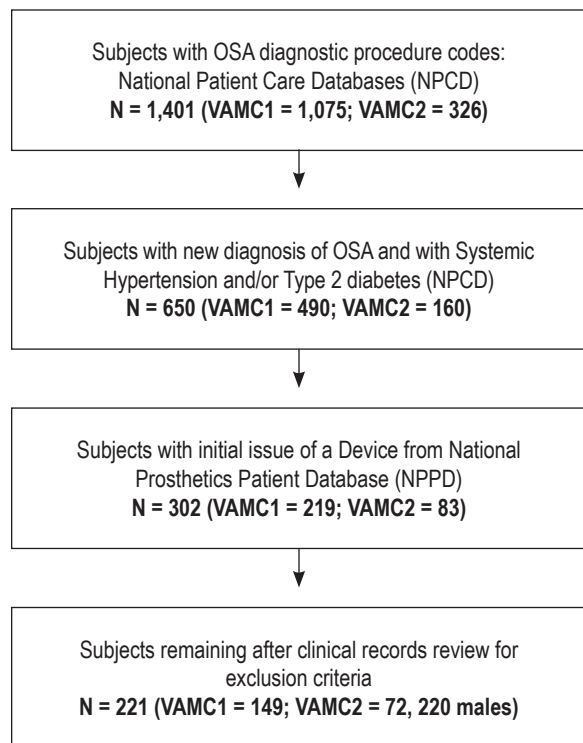 Subjects with OSA diagnostic procedure codes:
National Patient Care Databases (NPCD)
N = 1,401 (VAMC1 = 1,075; VAMC2 = 326)
Subjects with new diagnosis of OSA and with Systemic
Hypertension and/or Type 2 diabetes (NPCD)
N = 650 (VAMC1 = 490; VAMC2 = 160)
Subjects with initial issue of a Device from National
Prosthetics Patient Database (NPPD)
N = 302 (VAMC1 = 219; VAMC2 = 83)
Subjects remaining after clinical records review for
exclusion criteria
N = 221 (VAMC1 = 149; VAMC2 = 72, 220 males)